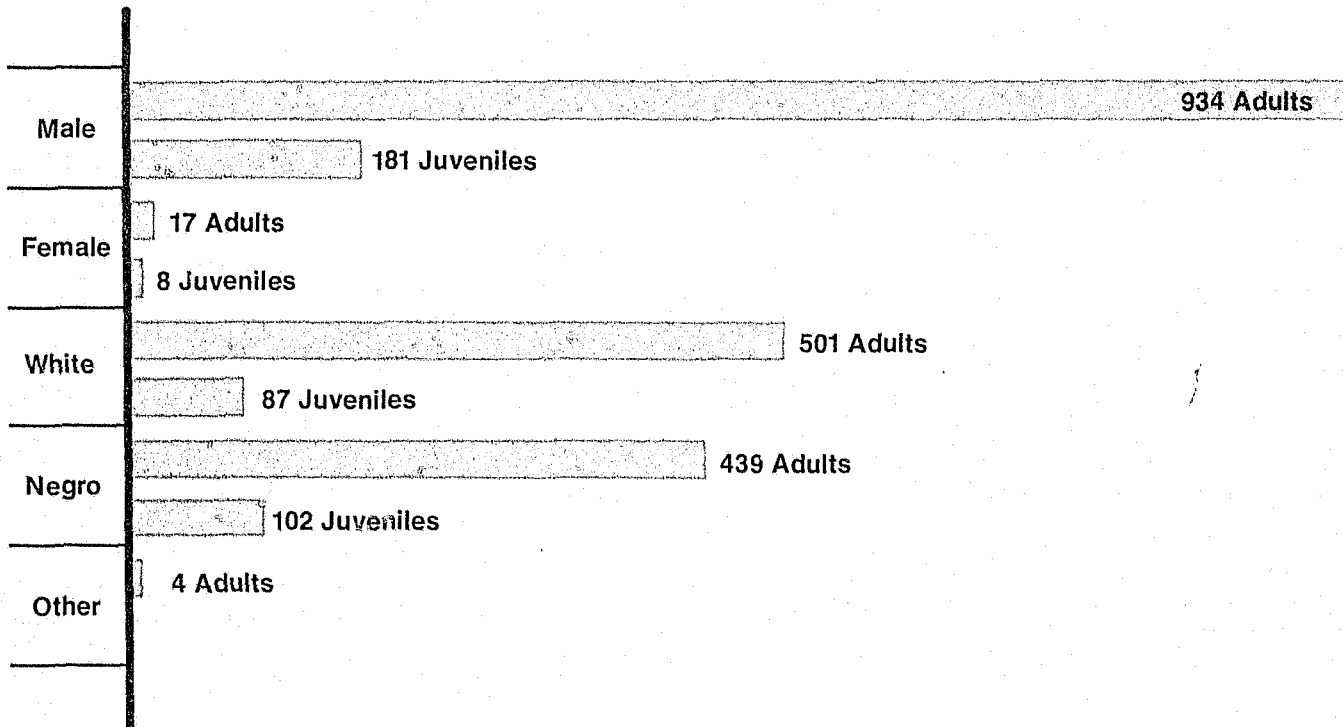 Male
934 Adults
181 Juveniles
Female
17 Adults
8 Juveniles
White
501 Adults
87 Juveniles
Negro
439 Adults
102 Juveniles
Other
4 Adults